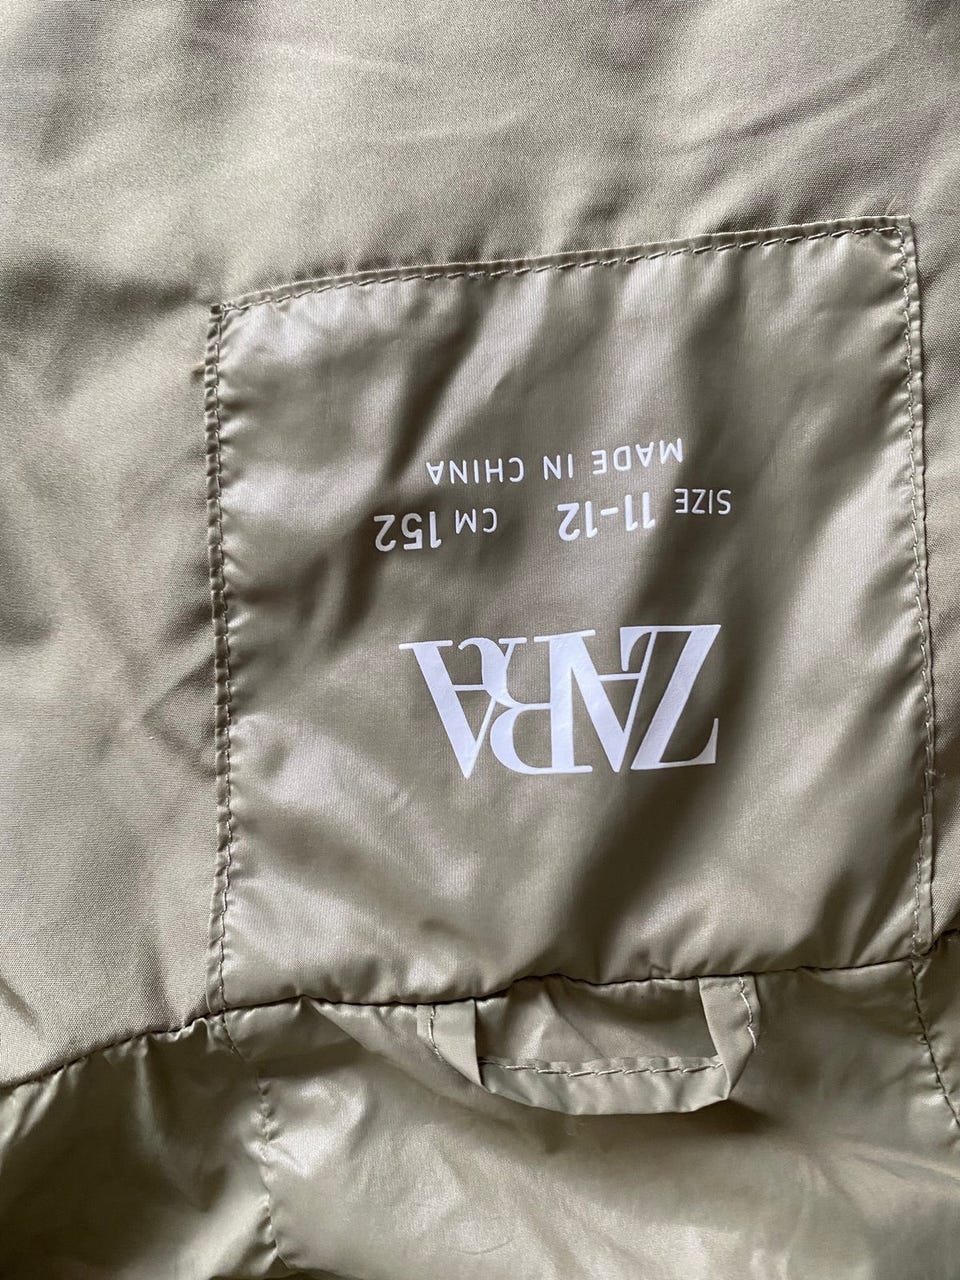 ZARA
SIZE 11-12 CM 152
MADE IN CHINA